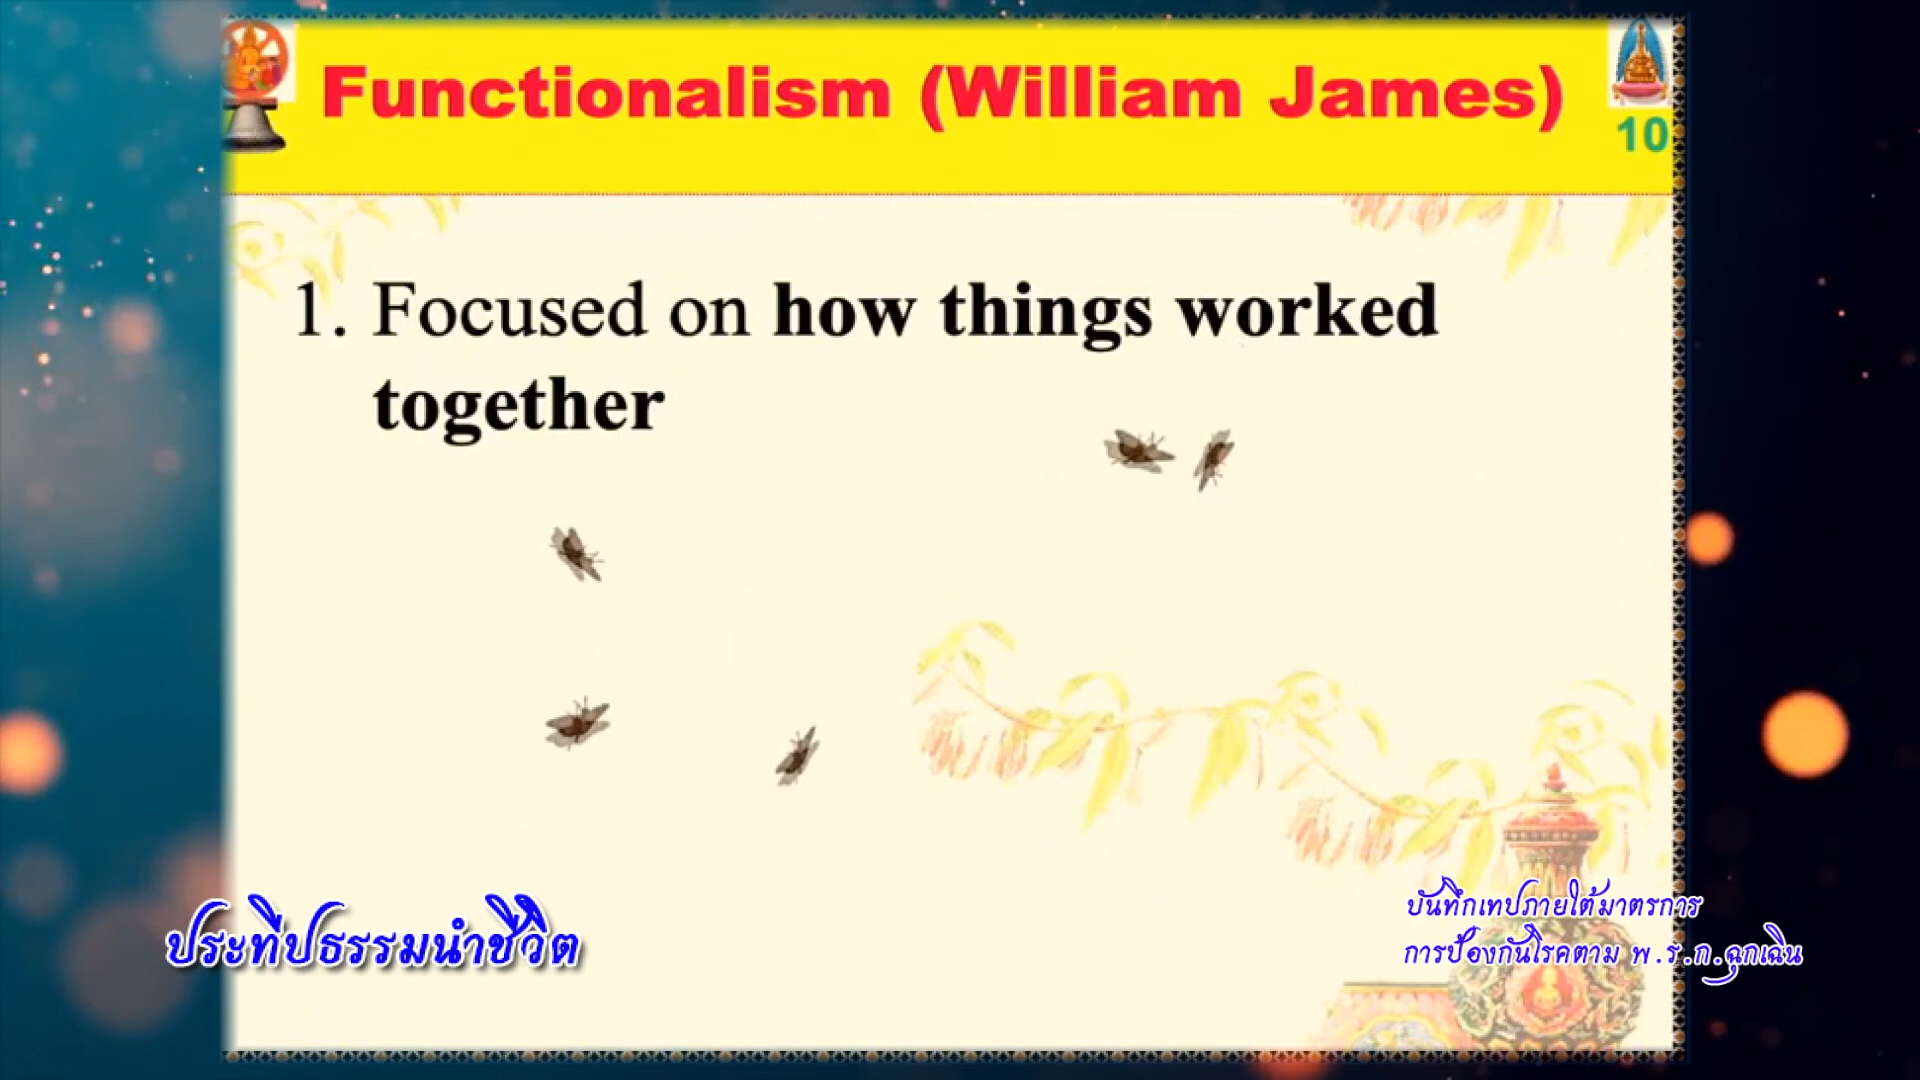 Functionalism (William James)
10
1. Focused on how things worked
together
ประทีปธรรมนำชีวิต
บันทึกเทปภายใต้มาตรการ
การป้องกันโรคตาม พ.ร.ก.ฉุกเฉิน